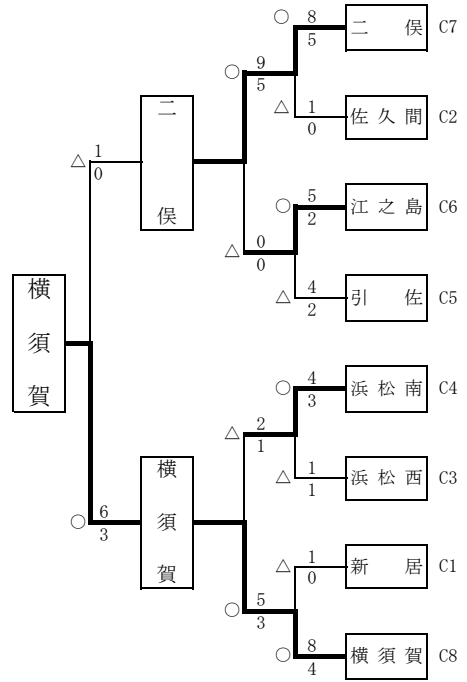 ○ 8
5
二 俣 C7
○ 9
5
△ 1
0
佐久間 C2
二俣
△ 1
0
○ 5
2
江之島 C6
△ 0
0
△ 4
2
引 佐 C5
横須賀
○ 4
3
浜松南 C4
△ 2
1
△ 1
1
浜松西 C3
横須賀
○ 6
3
△ 1
0
新 居 C1
○ 5
3
○ 8
4
横須賀 C8